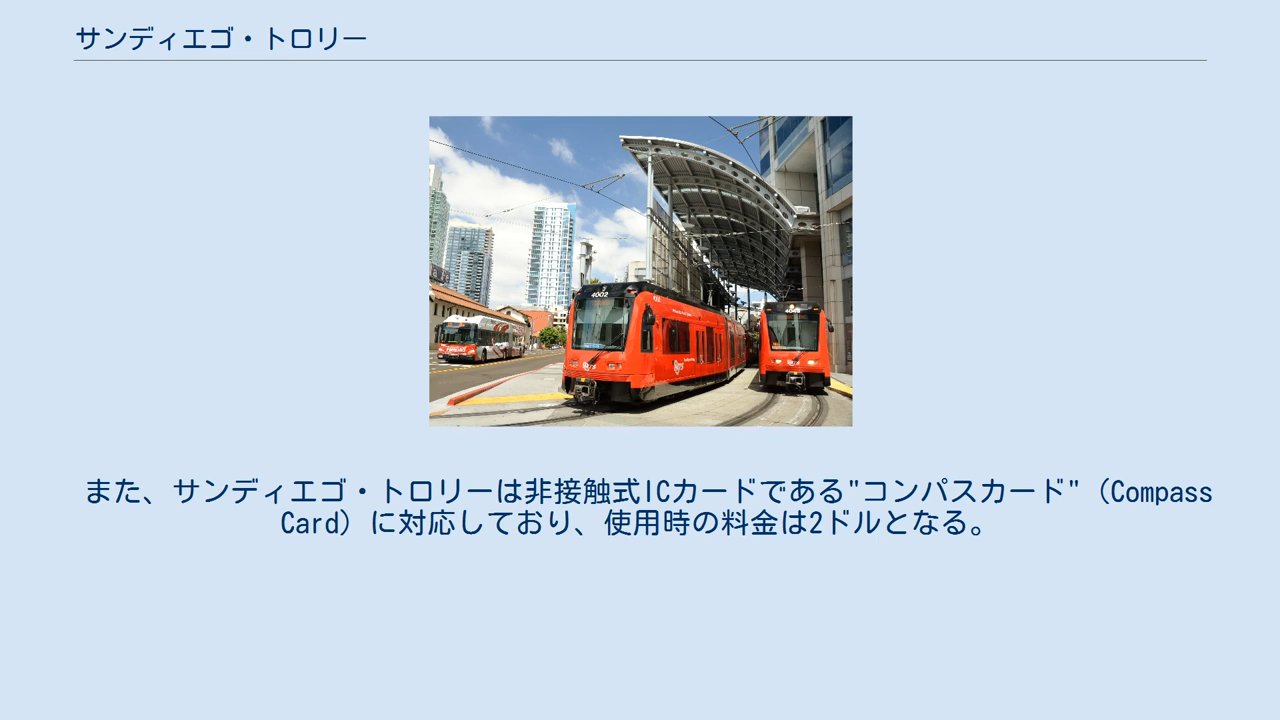 サンディエゴ・トロリー
4002
また、サンディエゴ・トロリーは非接触式ICカードである"コンパスカード"（Compass
Card）に対応しており、使用時の料金は2ドルとなる。